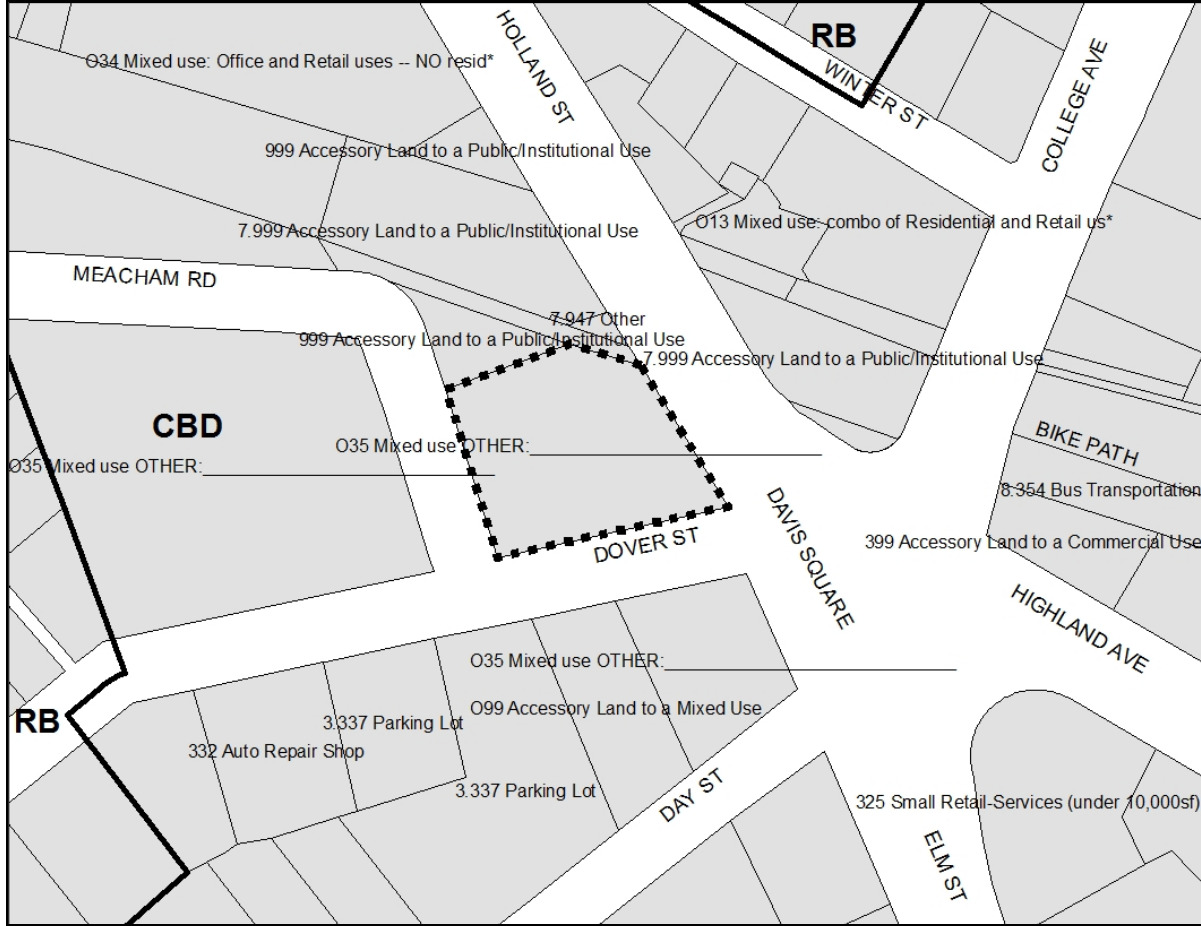 HOLLAND ST
RB
WINTER ST
COLLEGE AVE
O34 Mixed use: Office and Retail uses -- NO resid*
999 Accessory Land to a Public/Institutional Use
7.999 Accessory Land to a Public/Institutional Use
O13 Mixed use: combo of Residential and Retail us*
MEACHAM RD
7.947 Other
999 Accessory Land to a Public/Institutional Use
7.999 Accessory Land to a Public/Institutional Use
CBD
O35 Mixed use OTHER:______________________________
O35 Mixed use OTHER:______________________________
BIKE PATH
8.354 Bus Transportation
DAVIS SQUARE
DOVER ST
399 Accessory Land to a Commercial Use
HIGHLAND AVE
O35 Mixed use OTHER:______________________________
O99 Accessory Land to a Mixed Use
RB
3.337 Parking Lot
332 Auto Repair Shop
3.337 Parking Lot
DAY ST
325 Small Retail-Services (under 10,000sf)
ELM ST